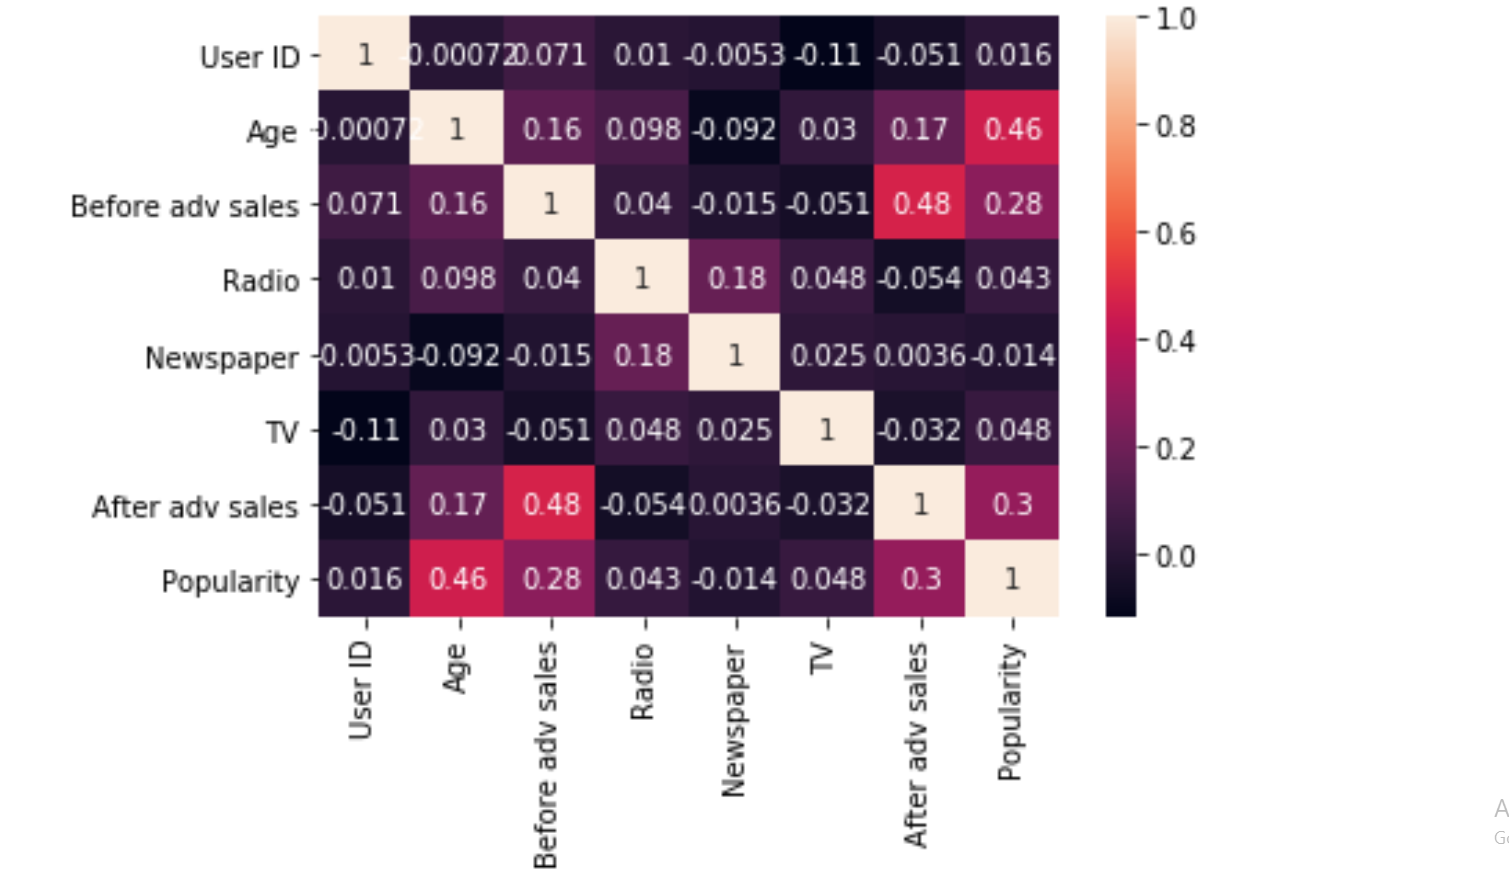 User ID 1 -0.00072 0.071 0.01 -0.0053 -0.11 -0.051 0.016
Age -0.00072 1 0.16 0.098 -0.092 0.03 0.17 0.46
Before adv sales 0.071 0.16 1 0.04 -0.015 -0.051 0.48 0.28
Radio 0.01 0.098 0.04 1 0.18 0.048 -0.054 0.043
Newspaper -0.0053 -0.092 -0.015 0.18 1 0.025 0.0036 -0.014
TV -0.11 0.03 -0.051 0.048 0.025 1 -0.032 0.048
After adv sales -0.051 0.17 0.48 -0.054 0.0036 -0.032 1 0.3
Popularity 0.016 0.46 0.28 0.043 -0.014 0.048 0.3 1
User ID
Age
Before adv sales
Radio
Newspaper
TV
After adv sales
Popularity
1.0
0.8
0.6
0.4
0.2
0.0